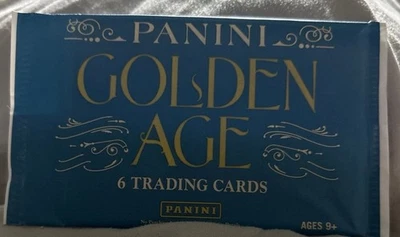 PANINI
GOLDEN
AGE
6 TRADING CARDS
PANINI
AGES 9+